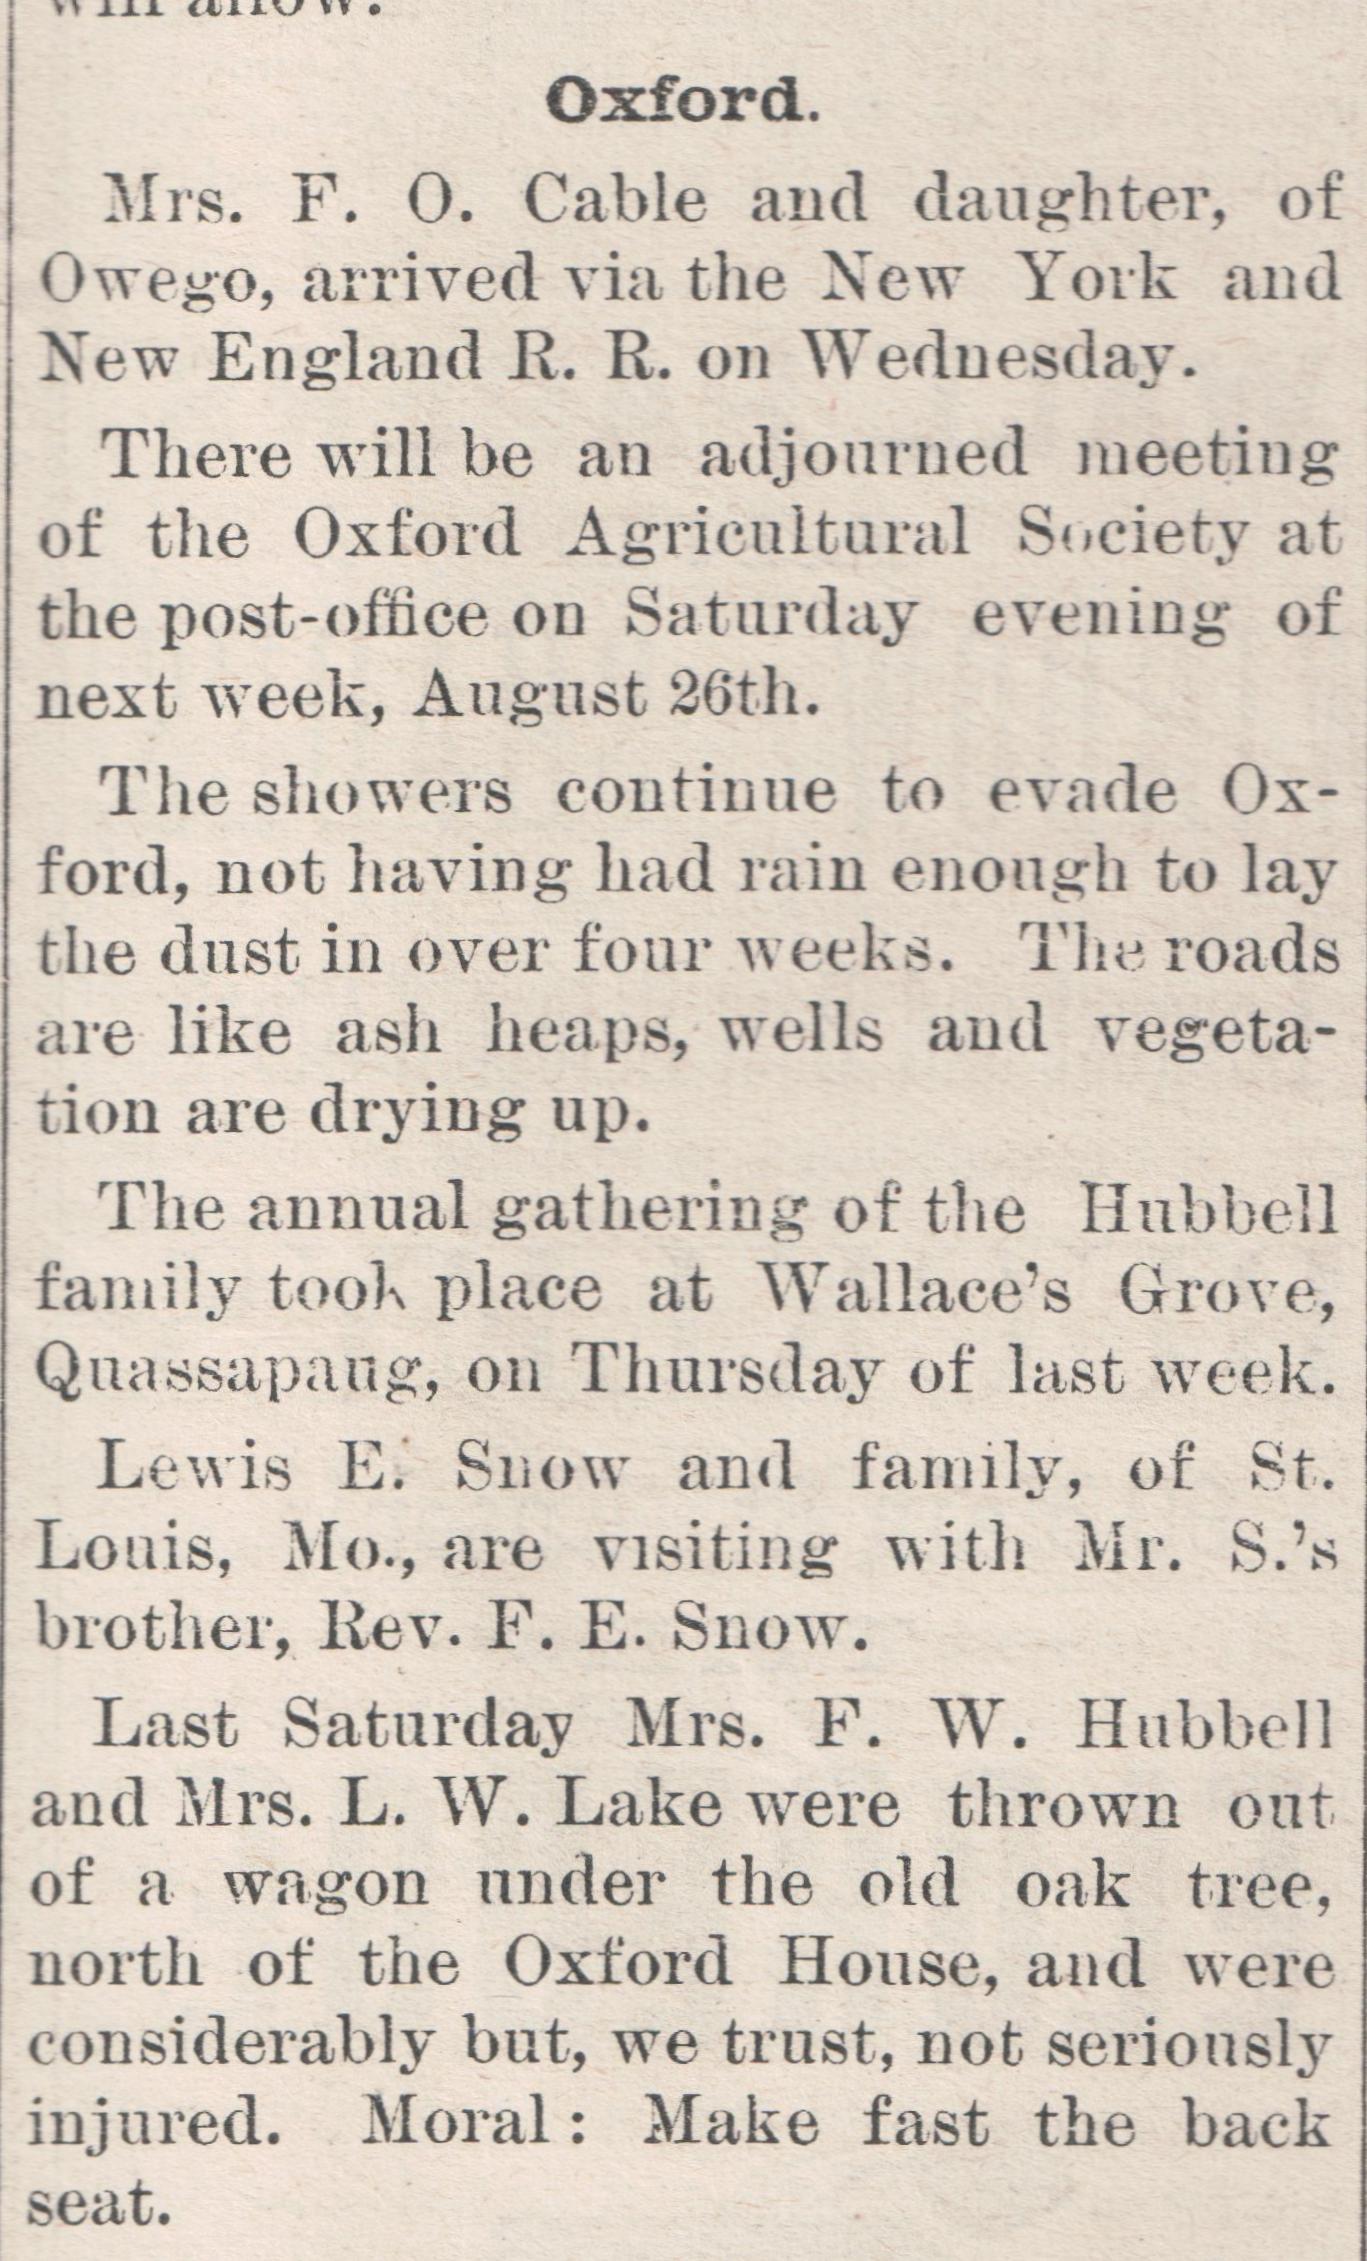 will allow.
Oxford.
Mrs. F. O. Cable and daughter, of
Owego, arrived via the New York and
New England R. R. on Wednesday.
There will be an adjourned meeting
of the Oxford Agricultural Society at
the post-office on Saturday evening of
next week, August 26th.
The showers continue to evade Ox-
ford, not having had rain enough to lay
the dust in over four weeks. The roads
are like ash heaps, wells and vegeta-
tion are drying up.
The annual gathering of the Hubbell
family took place at Wallace's Grove,
Quassapaug, on Thursday of last week.
Lewis E. Snow and family, of St.
Louis, Mo., are visiting with Mr. S.'s
brother, Rev. F. E. Snow.
Last Saturday Mrs. F. W. Hubbell
and Mrs. L. W. Lake were thrown out
of a wagon under the old oak tree,
north of the Oxford House, and were
considerably but, we trust, not seriously
injured. Moral: Make fast the back
seat.